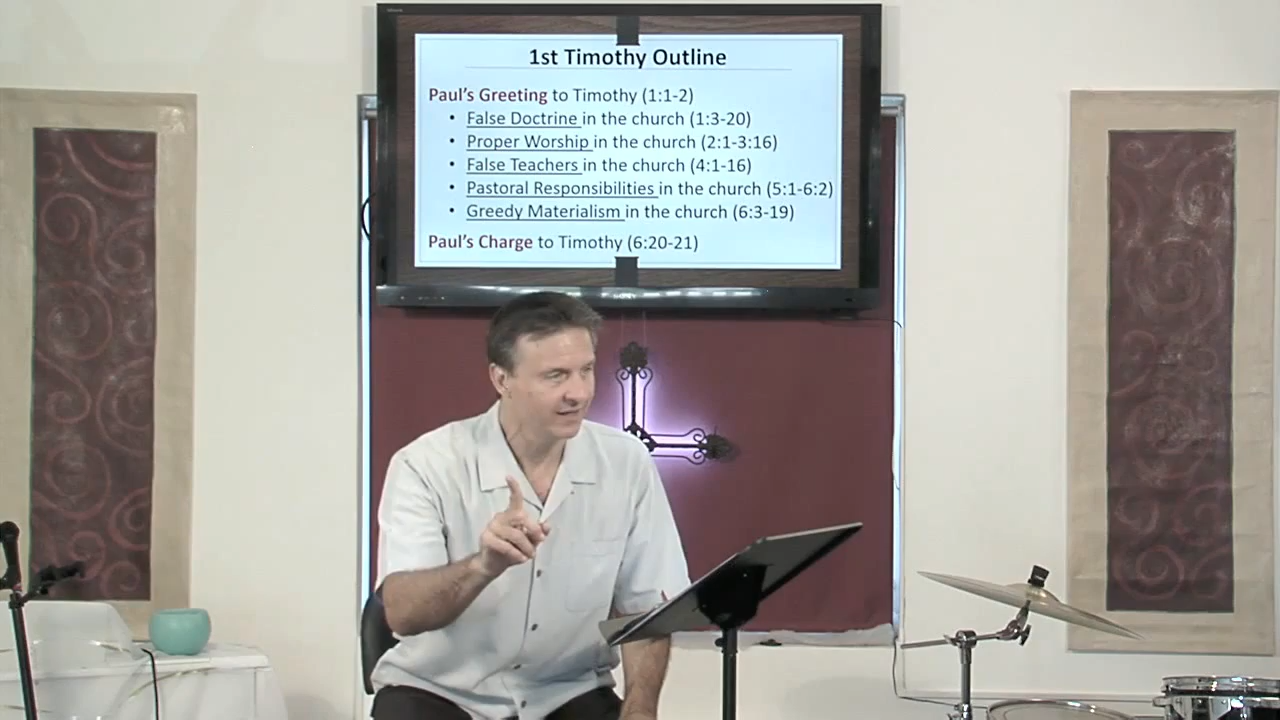 1st Timothy Outline
Paul's Greeting to Timothy (1:1-2)
• False Doctrine in the church (1:3-20)
• Proper Worship in the church (2:1-3:16)
• False Teachers in the church (4:1-16)
• Pastoral Responsibilities in the church (5:1-6:2)
• Greedy Materialism in the church (6:3-19)
Paul's Charge to Timothy (6:20-21)